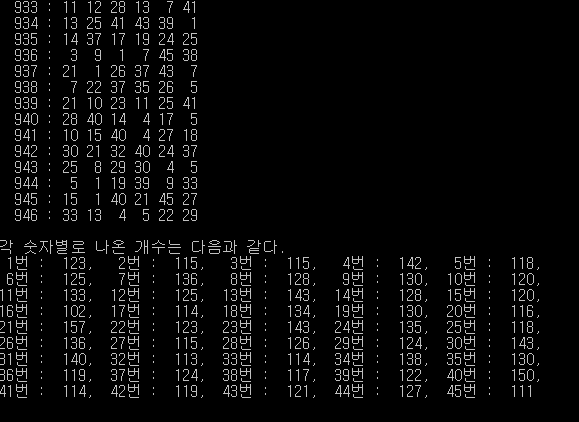 933 : 11 12 28 13 7 41
934 : 13 25 41 43 39 1
935 : 14 37 17 19 24 25
936 : 3 9 1 7 45 38
937 : 21 1 26 37 43 7
938 : 7 22 37 35 26 5
939 : 21 10 23 11 25 41
940 : 28 40 14 4 17 5
941 : 10 15 40 4 27 18
942 : 30 21 32 40 24 37
943 : 25 8 29 30 4 5
944 : 5 1 19 39 9 33
945 : 15 1 40 21 45 27
946 : 33 13 4 5 22 29
각 숫자별로 나온 개수는 다음과 같다.
1번 : 123, 2번 : 115, 3번 : 115, 4번 : 142, 5번 : 118,
6번 : 125, 7번 : 136, 8번 : 128, 9번 : 130, 10번 : 120,
11번 : 133, 12번 : 125, 13번 : 143, 14번 : 128, 15번 : 120,
16번 : 102, 17번 : 114, 18번 : 134, 19번 : 130, 20번 : 116,
21번 : 157, 22번 : 123, 23번 : 143, 24번 : 135, 25번 : 118,
26번 : 136, 27번 : 115, 28번 : 126, 29번 : 124, 30번 : 143,
31번 : 140, 32번 : 113, 33번 : 114, 34번 : 138, 35번 : 130,
36번 : 119, 37번 : 124, 38번 : 117, 39번 : 122, 40번 : 150,
41번 : 114, 42번 : 119, 43번 : 121, 44번 : 127, 45번 : 111